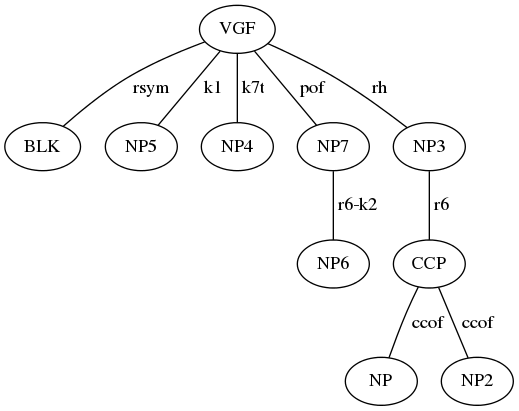 VGF
rsym k1 k7t pof rh
BLK NP5 NP4 NP7 NP3
r6-k2 r6
NP6 CCP
ccof ccof
NP NP2